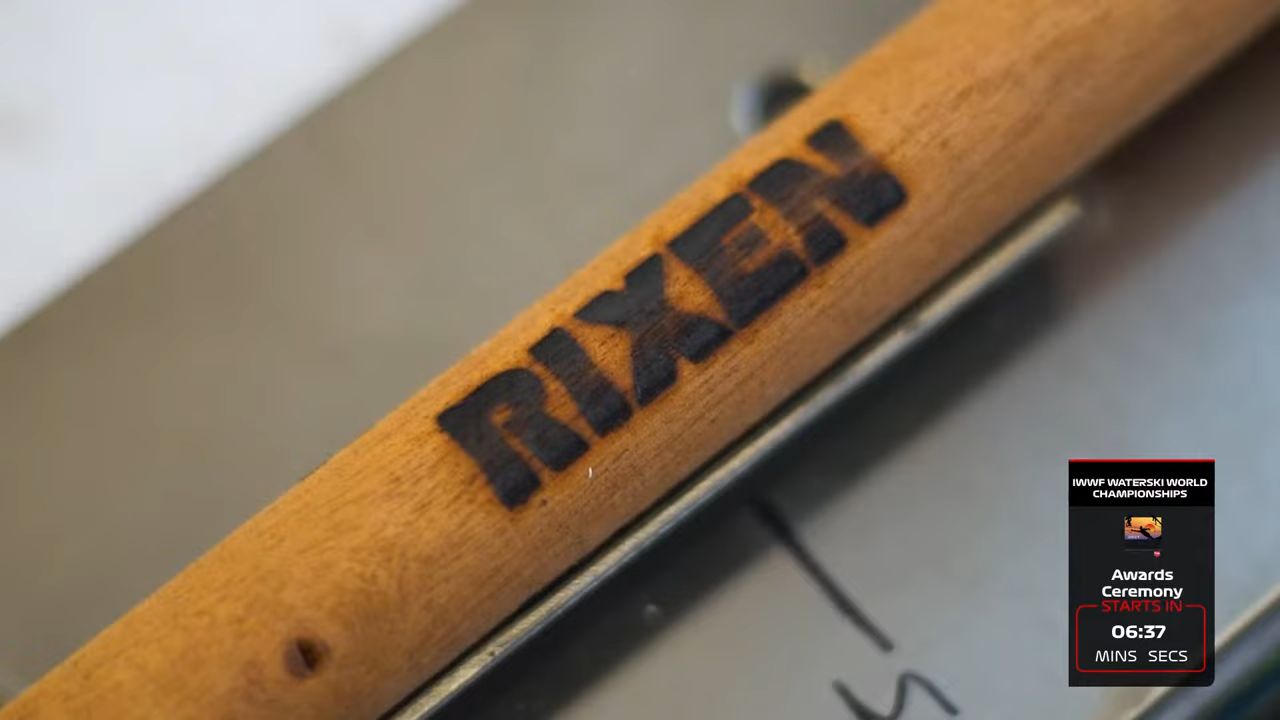 RIXEN
IWWF WATERSKI WORLD
CHAMPIONSHIPS
Awards
Ceremony
STARTS IN
06:37
MINS SECS